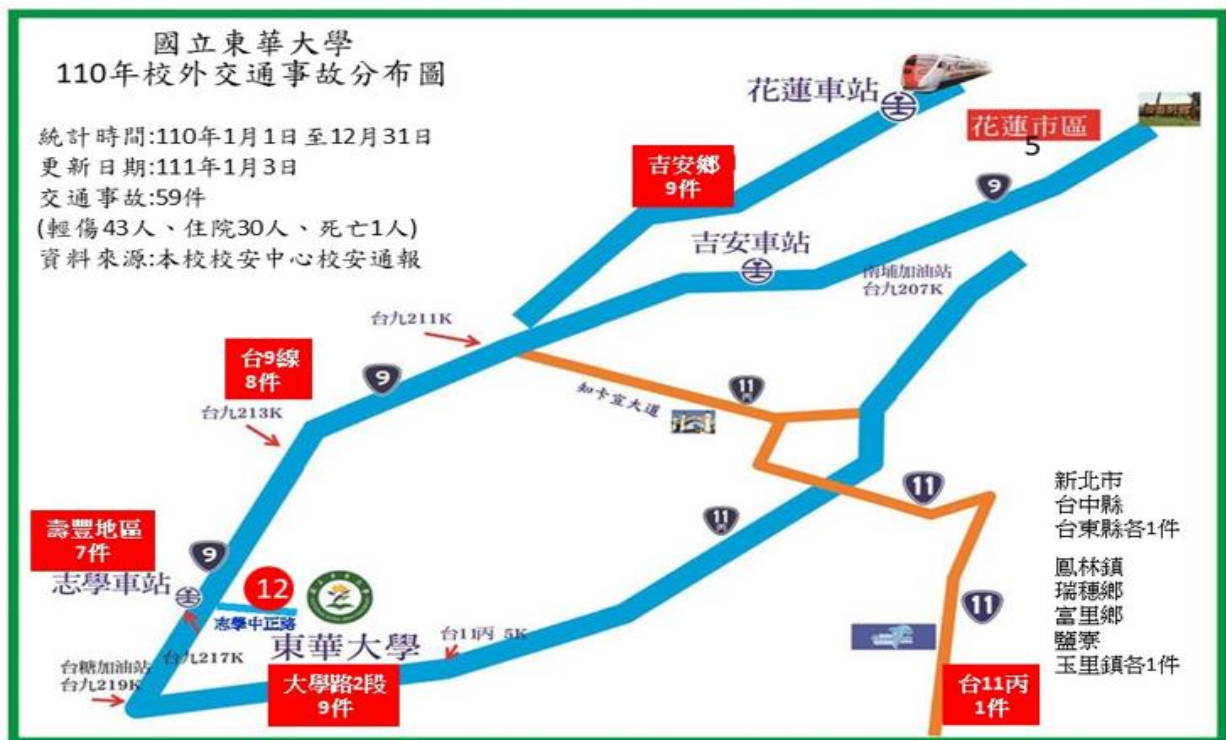 國立東華大學
110年校外交通事故分布圖
統計時間:110年1月1日至12月31日
更新日期:111年1月3日
交通事故:59件
(輕傷43人、住院30人、死亡1人)
資料來源:本校校安中心校安通報
花蓮車站
花蓮市區
5
吉安鄉
9件
9
吉安車站
南埔加油站
台九207K
台九211K
台9線
8件
9
台九213K
知卡宣大道
11
丙
11
11
丙
新北市
台中縣
台東縣各1件
鳳林鎮
瑞穗鄉
富里鄉
鹽寮
玉里鎮各1件
壽豐地區
7件
9
志學車站
12
志學中正路
東華大學
台11丙 5K
11
台九217K
台糖加油站
台九219K
大學路2段
9件
台11丙
1件